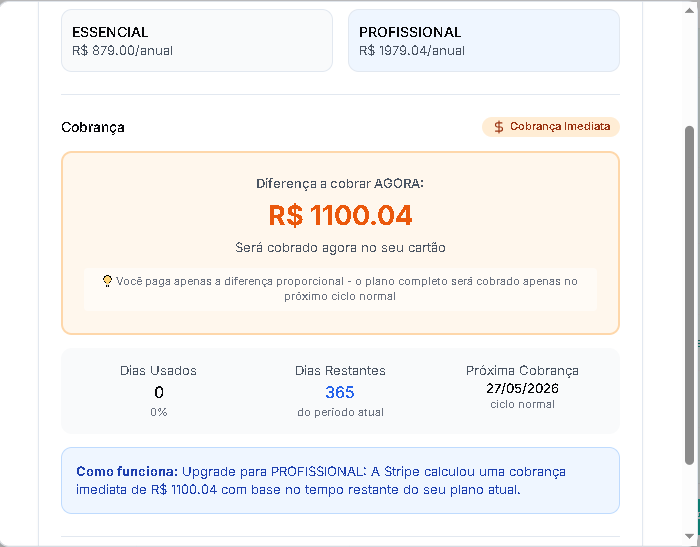 ESSENCIAL
R$ 879.00/anual
PROFISSIONAL
R$ 1979.04/anual
Cobrança
Cobrança Imediata
Diferença a cobrar AGORA:
R$ 1100.04
Será cobrado agora no seu cartão
Você paga apenas a diferença proporcional - o plano completo será cobrado apenas no
próximo ciclo normal
Dias Usados
0
0%
Dias Restantes
365
do período atual
Próxima Cobrança
27/05/2026
ciclo normal
Como funciona: Upgrade para PROFISSIONAL: A Stripe calculou uma cobrança
imediata de R$ 1100.04 com base no tempo restante do seu plano atual.